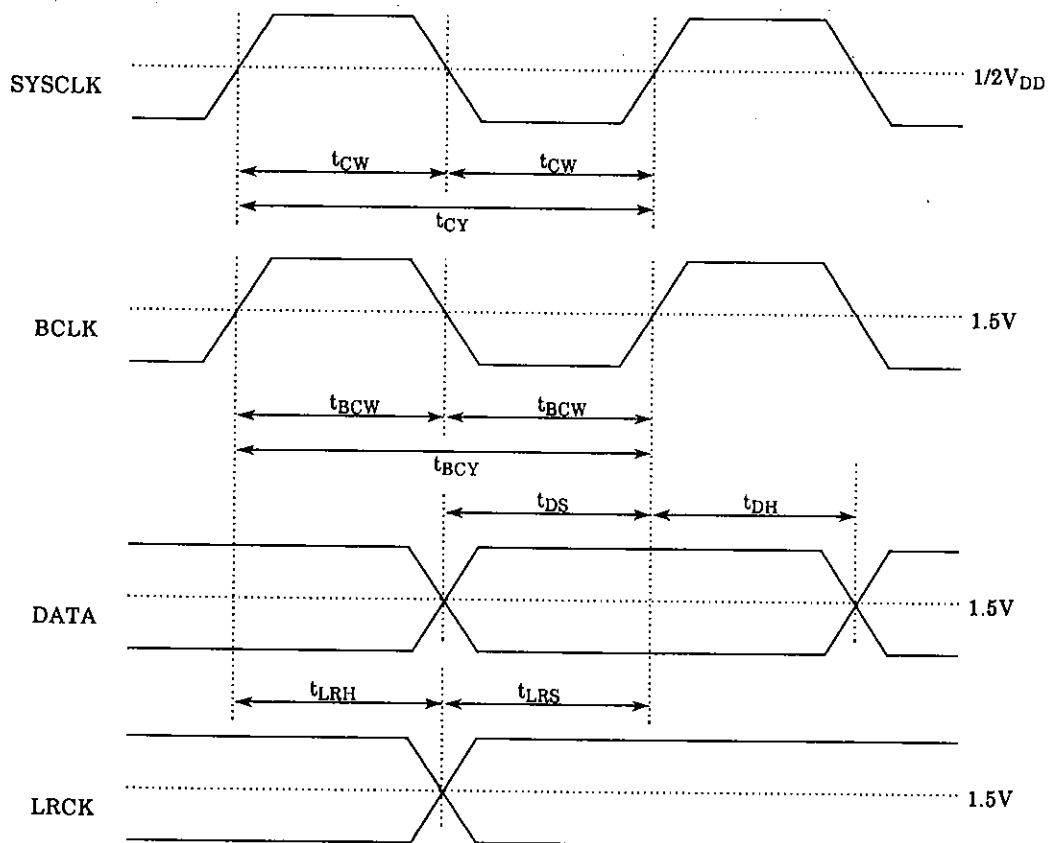 SYSCLK
1/2VDD
tCW tCW
tCY
BCLK
1.5V
tBCW tBCW
tBCY
tDS tDH
DATA
1.5V
tLRH tLRS
LRCK
1.5V